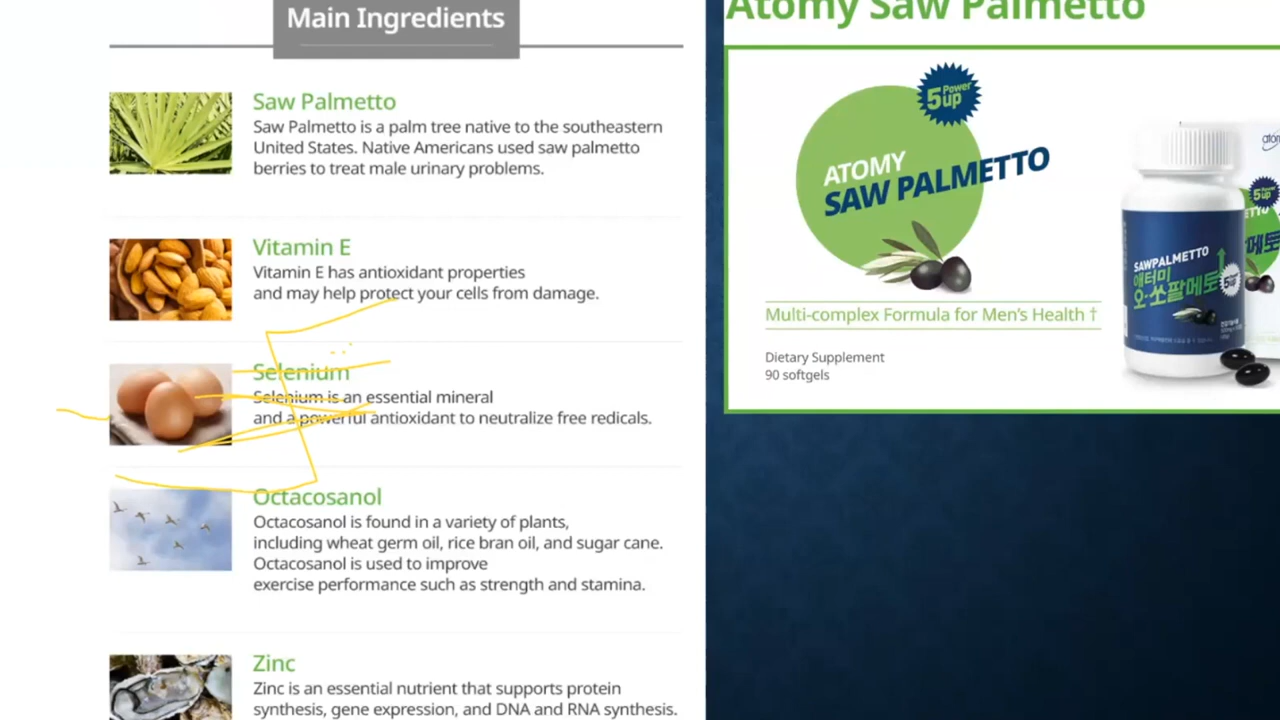 Main Ingredients
Saw Palmetto
Saw Palmetto is a palm tree native to the southeastern
United States. Native Americans used saw palmetto
berries to treat male urinary problems.
Vitamin E
Vitamin E has antioxidant properties
and may help protect your cells from damage.
Selenium
Selenium is an essential mineral
and a powerful antioxidant to neutralize free redicals.
Octacosanol
Octacosanol is found in a variety of plants,
including wheat germ oil, rice bran oil, and sugar cane.
Octacosanol is used to improve
exercise performance such as strength and stamina.
Zinc
Zinc is an essential nutrient that supports protein
synthesis, gene expression, and DNA and RNA synthesis.
Atomy Saw Palmetto
5 Power up
ATOMY
SAW PALMETTO
Multi-complex Formula for Men's Health †
Dietary Supplement
90 softgels
SAWPALMETTO
애터미
오·쏘팔메토
5up